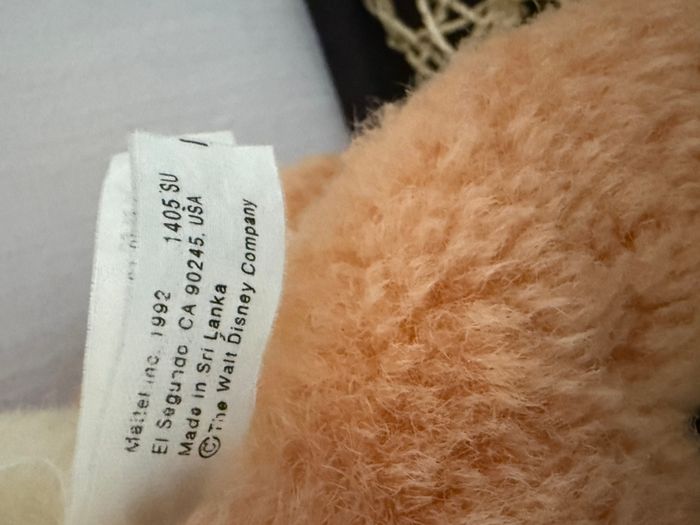 Mattel Inc. 1992 1405 SU
El Segundo, CA 90245, USA
Made in Sri Lanka
©The Walt Disney Company